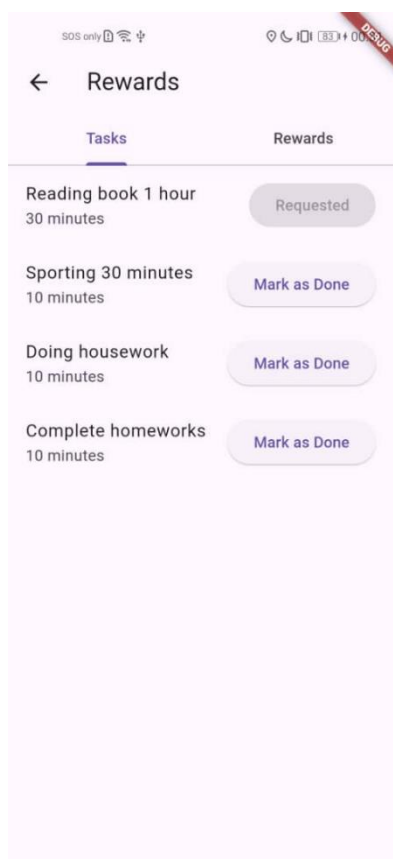 SOS only
83
DEBUG
Rewards
Tasks
Rewards
Reading book 1 hour
30 minutes
Requested
Sporting 30 minutes
10 minutes
Mark as Done
Doing housework
10 minutes
Mark as Done
Complete homeworks
10 minutes
Mark as Done